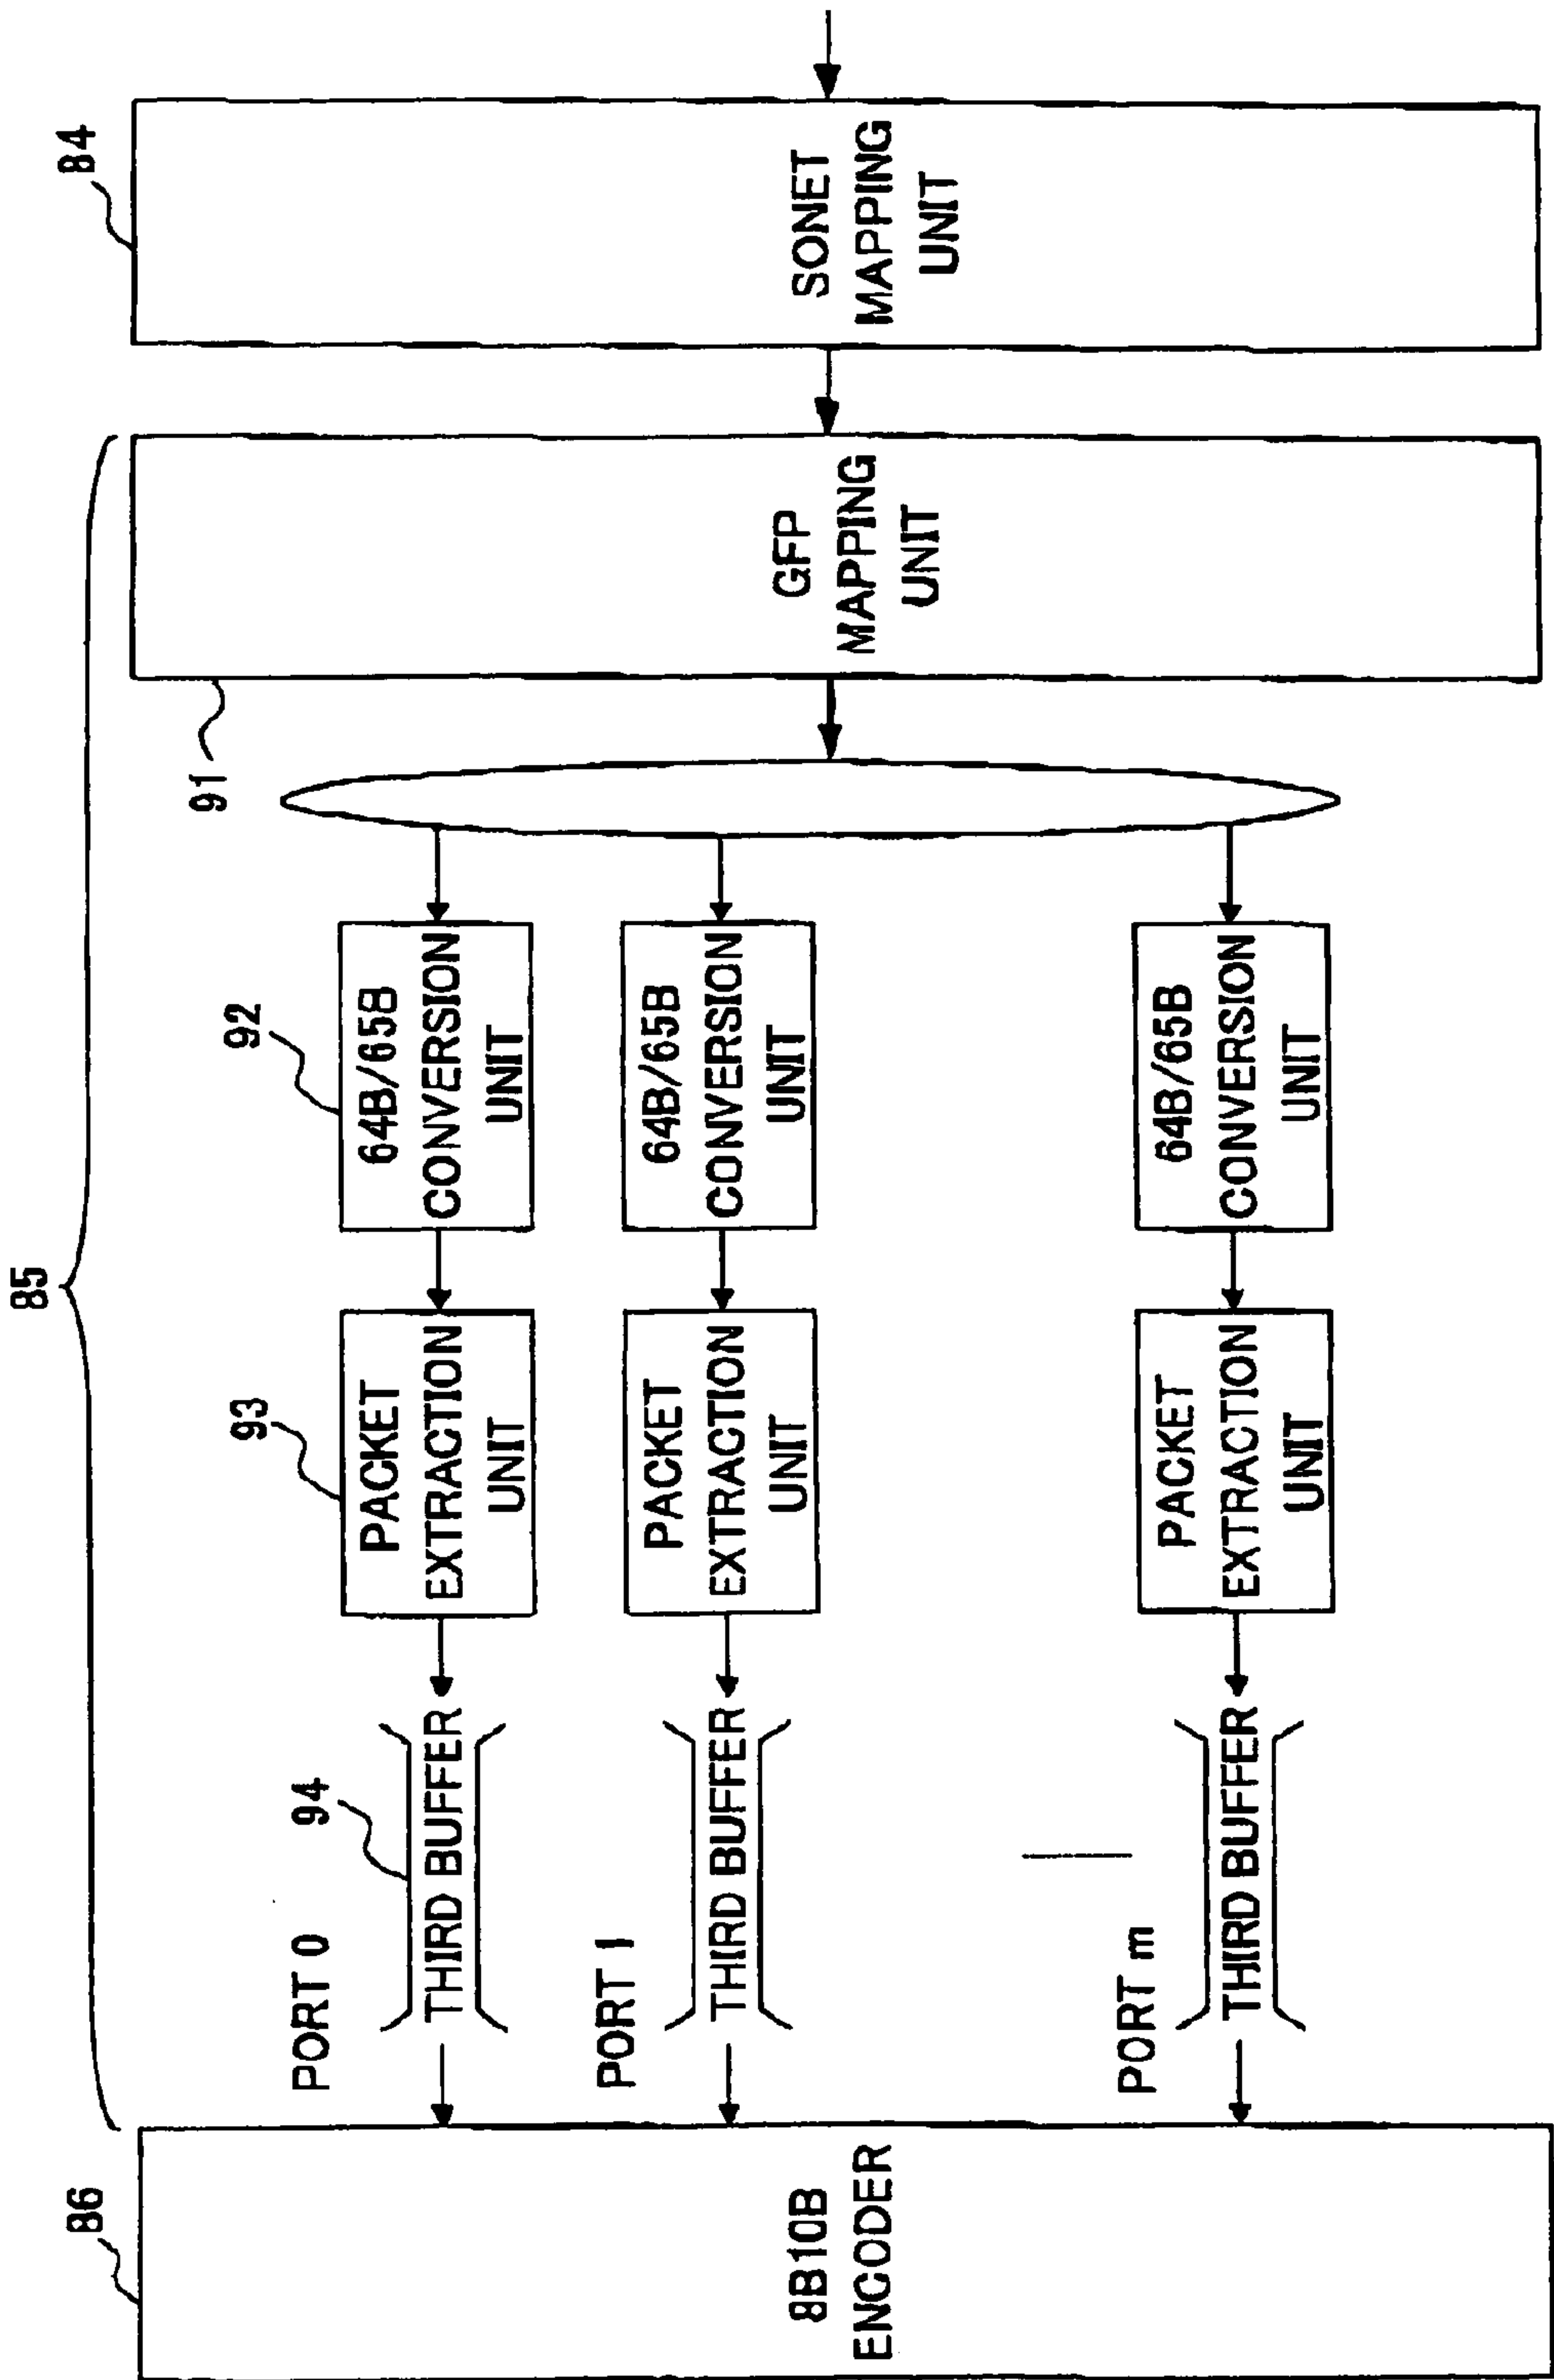 85
86
8B10B
ENCODER
PORT 0
94
THIRD BUFFER
93
PACKET
EXTRACTION
UNIT
92
64B/65B
CONVERSION
UNIT
91
GFP
MAPPING
UNIT
84
SONET
MAPPING
UNIT
PORT 1
THIRD BUFFER
PACKET
EXTRACTION
UNIT
64B/65B
CONVERSION
UNIT
PORT m
THIRD BUFFER
PACKET
EXTRACTION
UNIT
64B/65B
CONVERSION
UNIT